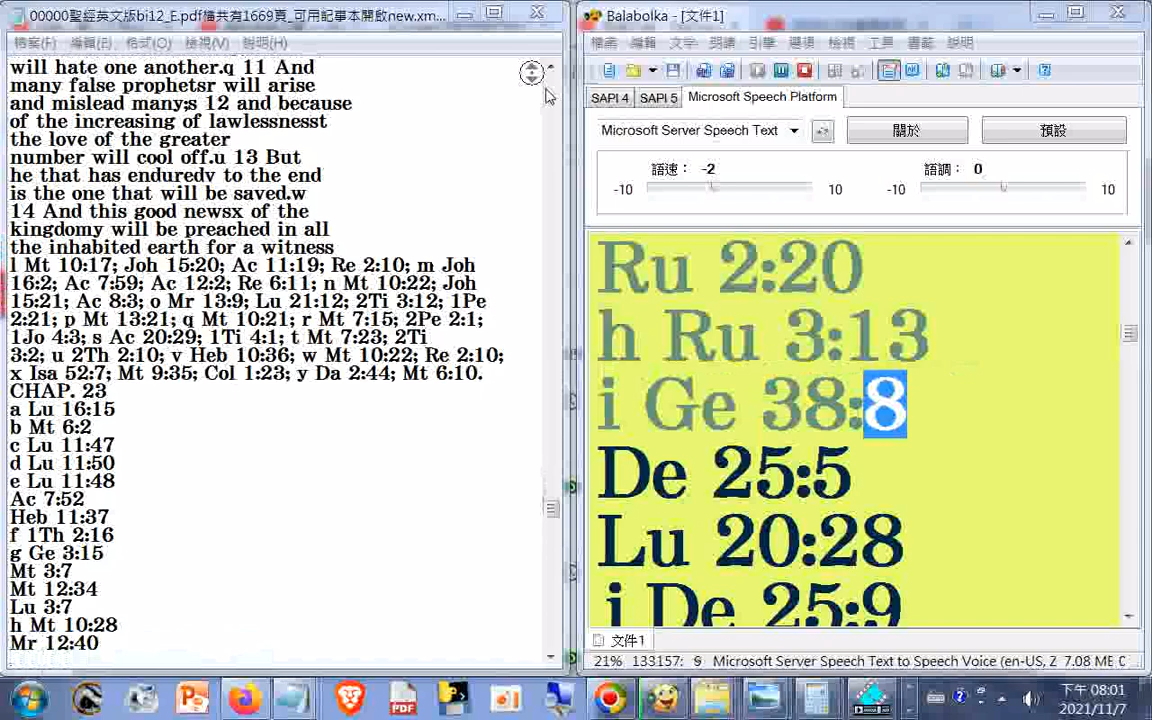 00000聖經英文版bi12_E.pdf檔共有1669頁_可用記事本開啟new.xm...
檔案(F) 編輯(E) 格式(O) 檢視(V) 說明(H)
will hate one another.q 11 And
many false prophetsr will arise
and mislead many;s 12 and because
of the increasing of lawlessnesst
the love of the greater
number will cool off.u 13 But
he that has enduredv to the end
is the one that will be saved.w
14 And this good newsx of the
kingdomy will be preached in all
the inhabited earth for a witness
l Mt 10:17; Joh 15:20; Ac 11:19; Re 2:10; m Joh
16:2; Ac 7:59; Ac 12:2; Re 6:11; n Mt 10:22; Joh
15:21; Ac 8:3; o Mr 13:9; Lu 21:12; 2Ti 3:12; 1Pe
2:21; p Mt 13:21; q Mt 10:21; r Mt 7:15; 2Pe 2:1;
1Jo 4:3; s Ac 20:29; 1Ti 4:1; t Mt 7:23; 2Ti
3:2; u 2Th 2:10; v Heb 10:36; w Mt 10:22; Re 2:10;
x Isa 52:7; Mt 9:35; Col 1:23; y Da 2:44; Mt 6:10.
CHAP. 23
a Lu 16:15
b Mt 6:2
c Lu 11:47
d Lu 11:50
e Lu 11:48
Ac 7:52
Heb 11:37
f 1Th 2:16
g Ge 3:15
Mt 3:7
Mt 12:34
Lu 3:7
h Mt 10:28
Mr 12:40
Balabolka - [文件1]
檔案 編輯 文字 朗讀 引擎 選項 檢視 工具 書籤 說明
SAPI 4 SAPI 5 Microsoft Speech Platform
Microsoft Server Speech Text 關於 預設
語速： -2 語調： 0
-10 10 -10 10
Ru 2:20
h Ru 3:13
i Ge 38:8
De 25:5
Lu 20:28
j De 25:9
文件1
21% 133157: 9 Microsoft Server Speech Text to Speech Voice (en-US, Z 7.08 MB
PDF
下午 08:01
2021/11/7